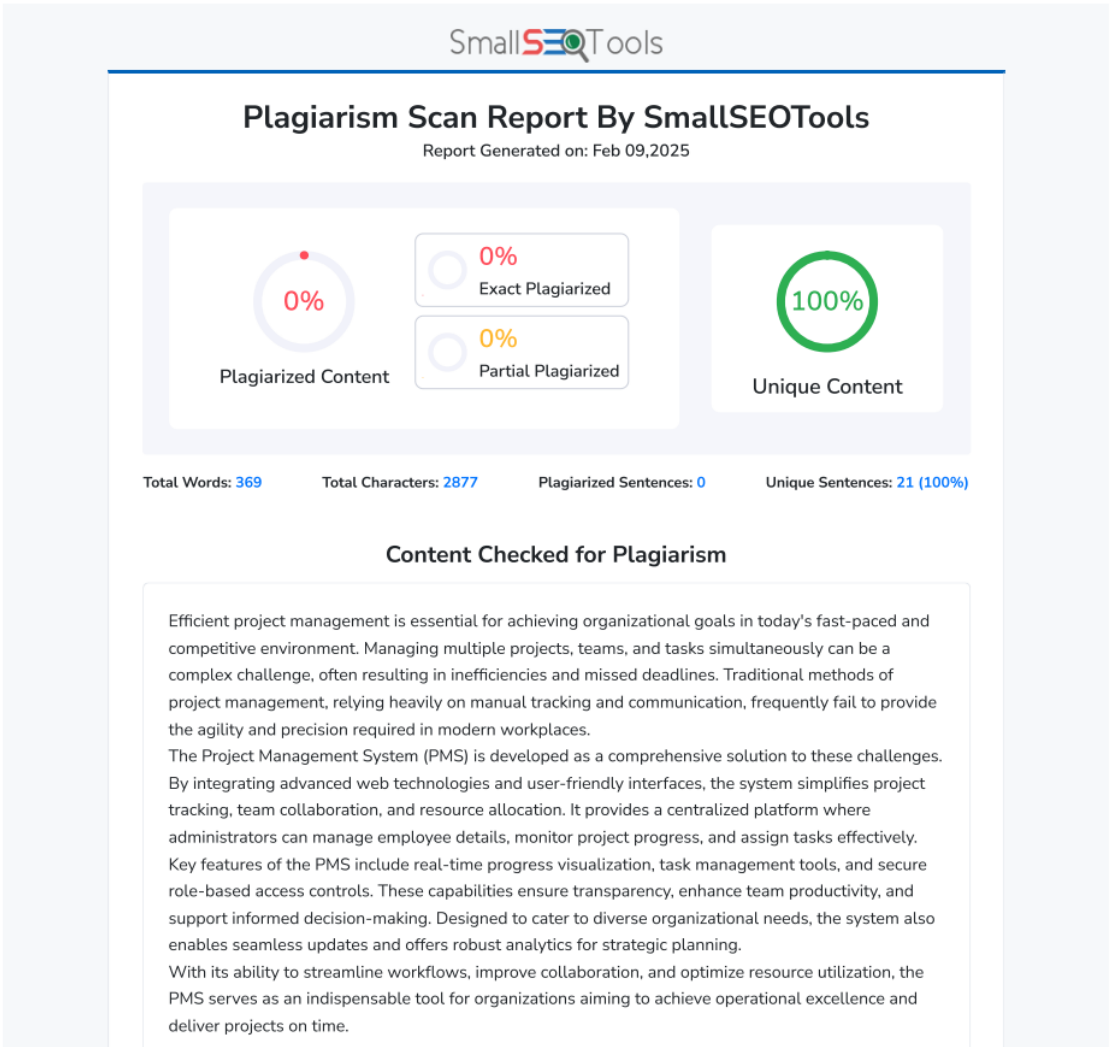 SmallSEOTools
Plagiarism Scan Report By SmallSEOTools
Report Generated on: Feb 09,2025
0%
Plagiarized Content
0%
Exact Plagiarized
0%
Partial Plagiarized
100%
Unique Content
Total Words: 369 Total Characters: 2877 Plagiarized Sentences: 0 Unique Sentences: 21 (100%)
Content Checked for Plagiarism
Efficient project management is essential for achieving organizational goals in today's fast-paced and
competitive environment. Managing multiple projects, teams, and tasks simultaneously can be a
complex challenge, often resulting in inefficiencies and missed deadlines. Traditional methods of
project management, relying heavily on manual tracking and communication, frequently fail to provide
the agility and precision required in modern workplaces.
The Project Management System (PMS) is developed as a comprehensive solution to these challenges.
By integrating advanced web technologies and user-friendly interfaces, the system simplifies project
tracking, team collaboration, and resource allocation. It provides a centralized platform where
administrators can manage employee details, monitor project progress, and assign tasks effectively.
Key features of the PMS include real-time progress visualization, task management tools, and secure
role-based access controls. These capabilities ensure transparency, enhance team productivity, and
support informed decision-making. Designed to cater to diverse organizational needs, the system also
enables seamless updates and offers robust analytics for strategic planning.
With its ability to streamline workflows, improve collaboration, and optimize resource utilization, the
PMS serves as an indispensable tool for organizations aiming to achieve operational excellence and
deliver projects on time.